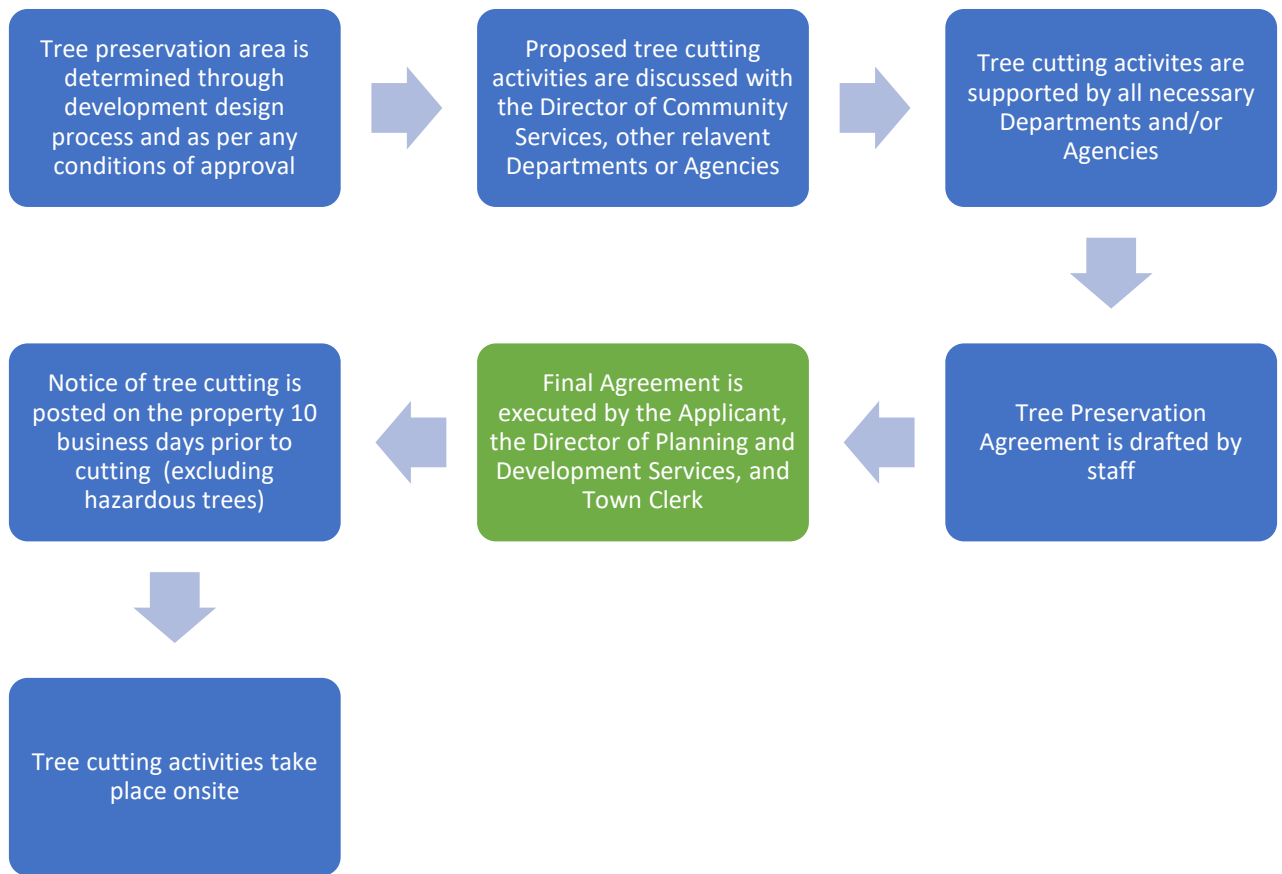 Tree preservation area is
determined through
development design
process and as per any
conditions of approval
Proposed tree cutting
activities are discussed with
the Director of Community
Services, other relavent
Departments or Agencies
Tree cutting activites are
supported by all necessary
Departments and/or
Agencies
Tree Preservation
Agreement is drafted by
staff
Final Agreement is
executed by the Applicant,
the Director of Planning and
Development Services, and
Town Clerk
Notice of tree cutting is
posted on the property 10
business days prior to
cutting (excluding
hazardous trees)
Tree cutting activities take
place onsite